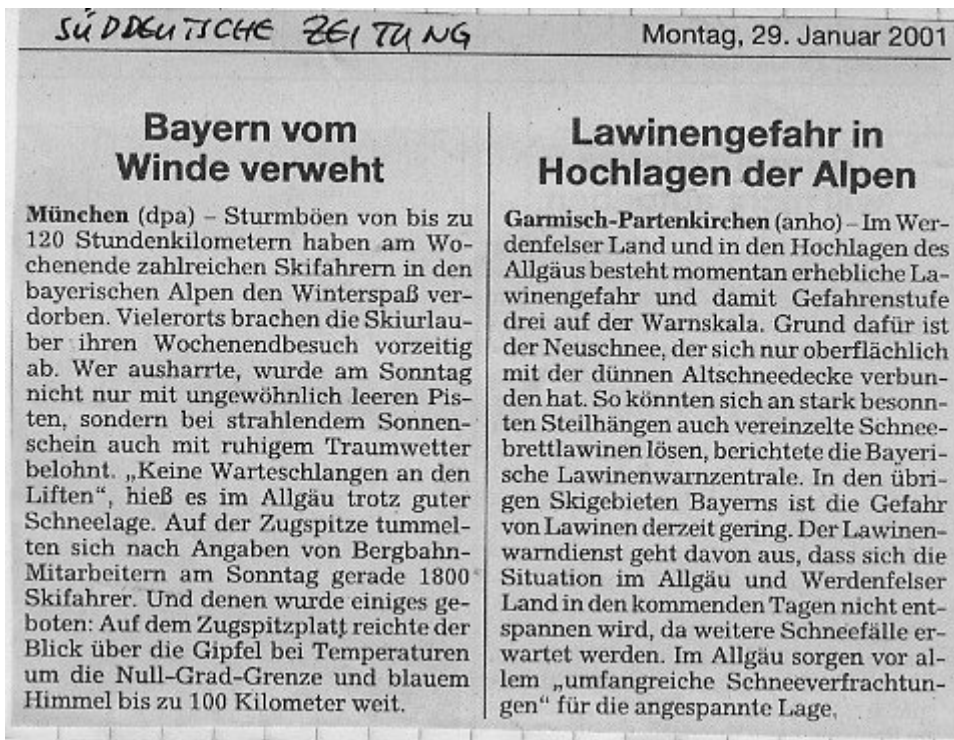 SÜDDEUTSCHE ZEITUNG
Montag, 29. Januar 2001
Bayern vom
Winde verweht
München (dpa) – Sturmböen von bis zu
120 Stundenkilometern haben am Wo-
chenende zahlreichen Skifahrern in den
bayerischen Alpen den Winterspaß ver-
dorben. Vielerorts brachen die Skiurlau-
ber ihren Wochenendbesuch vorzeitig
ab. Wer ausharrte, wurde am Sonntag
nicht nur mit ungewöhnlich leeren Pis-
ten, sondern bei strahlendem Sonnen-
schein auch mit ruhigem Traumwetter
belohnt. „Keine Warteschlangen an den
Liften“, hieß es im Allgäu trotz guter
Schneelage. Auf der Zugspitze tummel-
ten sich nach Angaben von Bergbahn-
Mitarbeitern am Sonntag gerade 1800
Skifahrer. Und denen wurde einiges ge-
boten: Auf dem Zugspitzplatt reichte der
Blick über die Gipfel bei Temperaturen
um die Null-Grad-Grenze und blauem
Himmel bis zu 100 Kilometer weit.
Lawinengefahr in
Hochlagen der Alpen
Garmisch-Partenkirchen (anho) – Im Wer-
denfelser Land und in den Hochlagen des
Allgäus besteht momentan erhebliche La-
winengefahr und damit Gefahrenstufe
drei auf der Warnskala. Grund dafür ist
der Neuschnee, der sich nur oberflächlich
mit der dünnen Altschneedecke verbun-
den hat. So könnten sich an stark besonn-
ten Steilhängen auch vereinzelte Schnee-
brettlawinen lösen, berichtete die Bayeri-
sche Lawinenwarnzentrale. In den übri-
gen Skigebieten Bayerns ist die Gefahr
von Lawinen derzeit gering. Der Lawinen-
warndienst geht davon aus, dass sich die
Situation im Allgäu und Werdenfelser
Land in den kommenden Tagen nicht ent-
spannen wird, da weitere Schneefälle er-
wartet werden. Im Allgäu sorgen vor al-
lem „umfangreiche Schneeverfrachtun-
gen“ für die angespannte Lage.